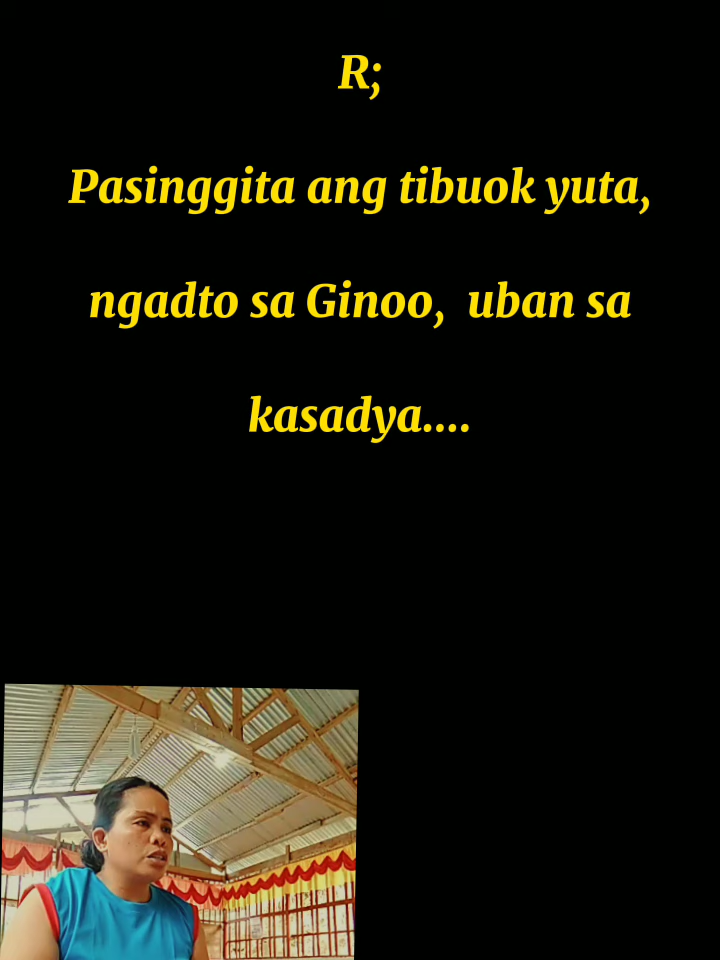 R;
Pasinggita ang tibuok yuta,
ngadto sa Ginoo,  uban sa
kasadya....